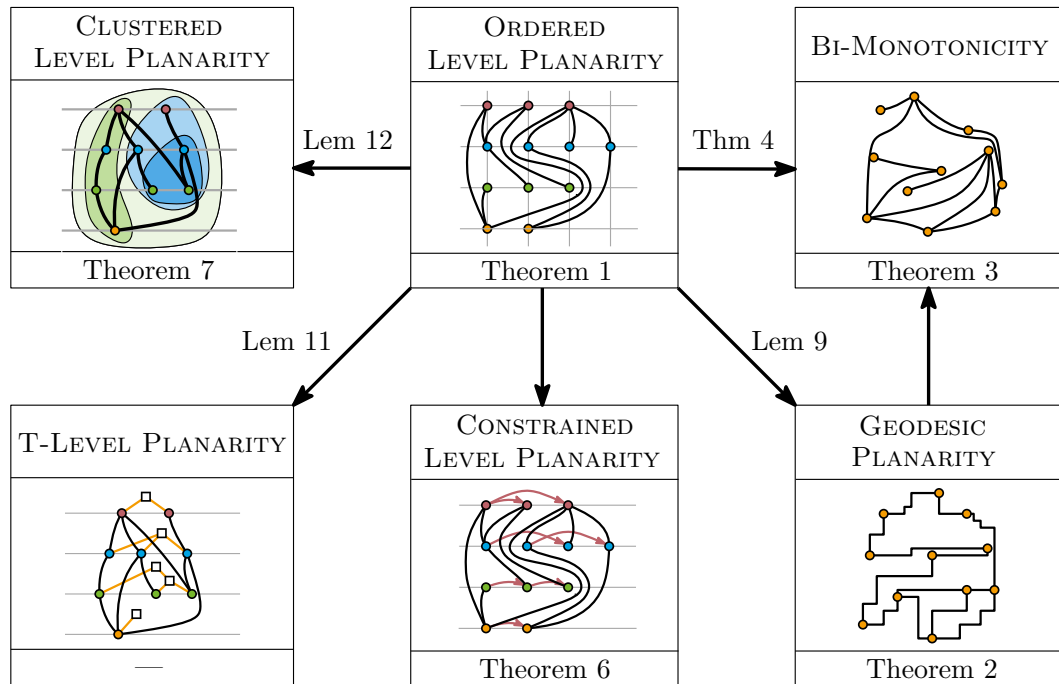 CLUSTERED
LEVEL PLANARITY
Theorem 7
Lem 12
ORDERED
LEVEL PLANARITY
Theorem 1
Thm 4
BI-MONOTONICITY
Theorem 3
Lem 11
Lem 9
T-LEVEL PLANARITY
—
CONSTRAINED
LEVEL PLANARITY
Theorem 6
GEODESIC
PLANARITY
Theorem 2